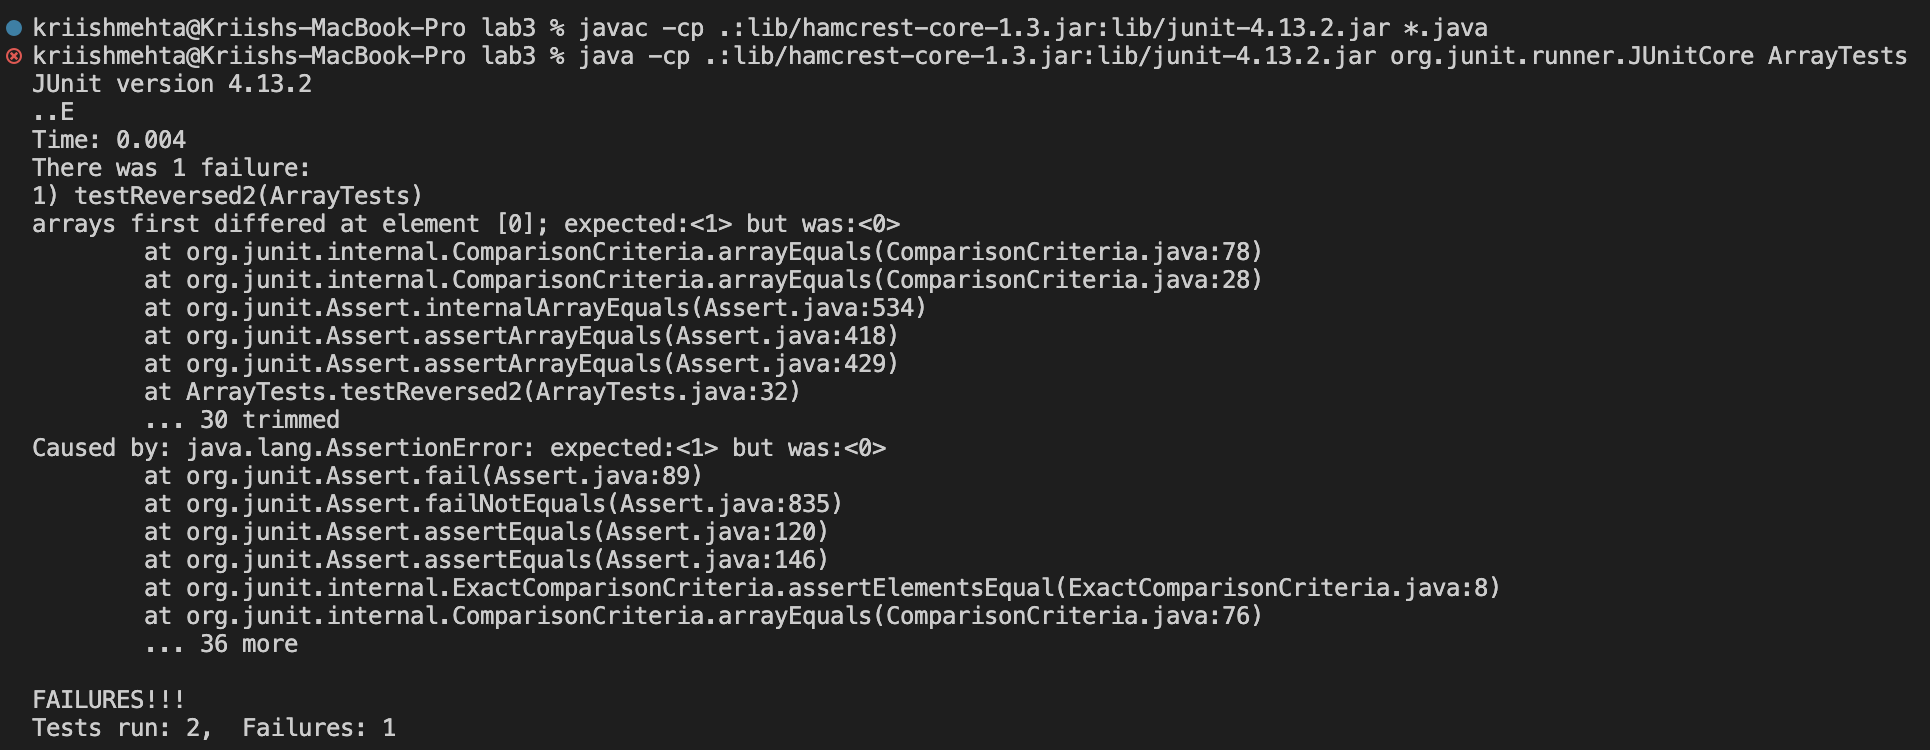 kriishmehta@Kriishs-MacBook-Pro lab3 % javac -cp .:lib/hamcrest-core-1.3.jar:lib/junit-4.13.2.jar *.java
kriishmehta@Kriishs-MacBook-Pro lab3 % java -cp .:lib/hamcrest-core-1.3.jar:lib/junit-4.13.2.jar org.junit.runner.JUnitCore ArrayTests
JUnit version 4.13.2
..E
Time: 0.004
There was 1 failure:
1) testReversed2(ArrayTests)
arrays first differed at element [0]; expected:<1> but was:<0>
        at org.junit.internal.ComparisonCriteria.arrayEquals(ComparisonCriteria.java:78)
        at org.junit.internal.ComparisonCriteria.arrayEquals(ComparisonCriteria.java:28)
        at org.junit.Assert.internalArrayEquals(Assert.java:534)
        at org.junit.Assert.assertArrayEquals(Assert.java:418)
        at org.junit.Assert.assertArrayEquals(Assert.java:429)
        at ArrayTests.testReversed2(ArrayTests.java:32)
        ... 30 trimmed
Caused by: java.lang.AssertionError: expected:<1> but was:<0>
        at org.junit.Assert.fail(Assert.java:89)
        at org.junit.Assert.failNotEquals(Assert.java:835)
        at org.junit.Assert.assertEquals(Assert.java:120)
        at org.junit.Assert.assertEquals(Assert.java:146)
        at org.junit.internal.ExactComparisonCriteria.assertElementsEqual(ExactComparisonCriteria.java:8)
        at org.junit.internal.ComparisonCriteria.arrayEquals(ComparisonCriteria.java:76)
        ... 36 more

FAILURES!!!
Tests run: 2,  Failures: 1